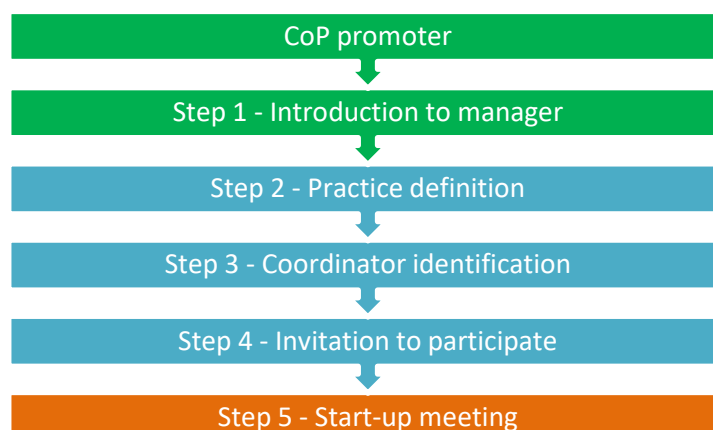 CoP promoter
Step 1 - Introduction to manager
Step 2 - Practice definition
Step 3 - Coordinator identification
Step 4 - Invitation to participate
Step 5 - Start-up meeting